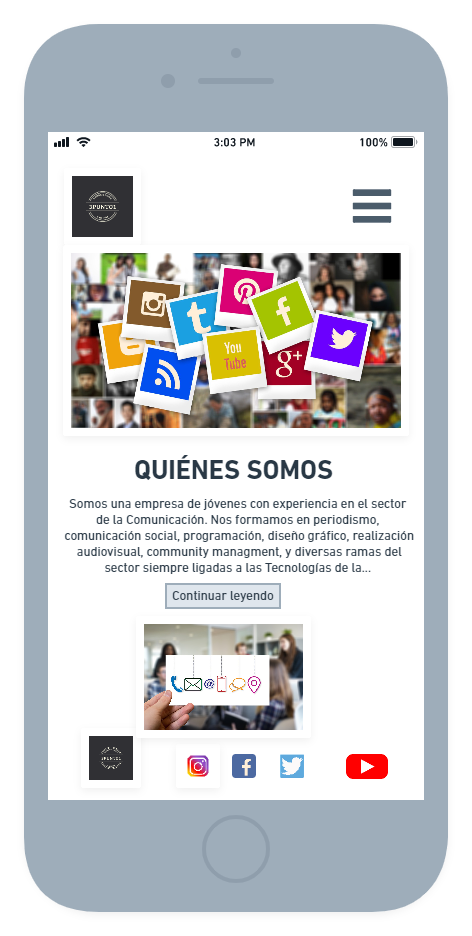 3:03 PM
100%
3PUNTO1
You
Tube
g+
QUIÉNES SOMOS
Somos una empresa de jóvenes con experiencia en el sector
de la Comunicación. Nos formamos en periodismo,
comunicación social, programación, diseño gráfico, realización
audiovisual, community managment, y diversas ramas del
sector siempre ligadas a las Tecnologías de la...
Continuar leyendo
@
3PUNTO1